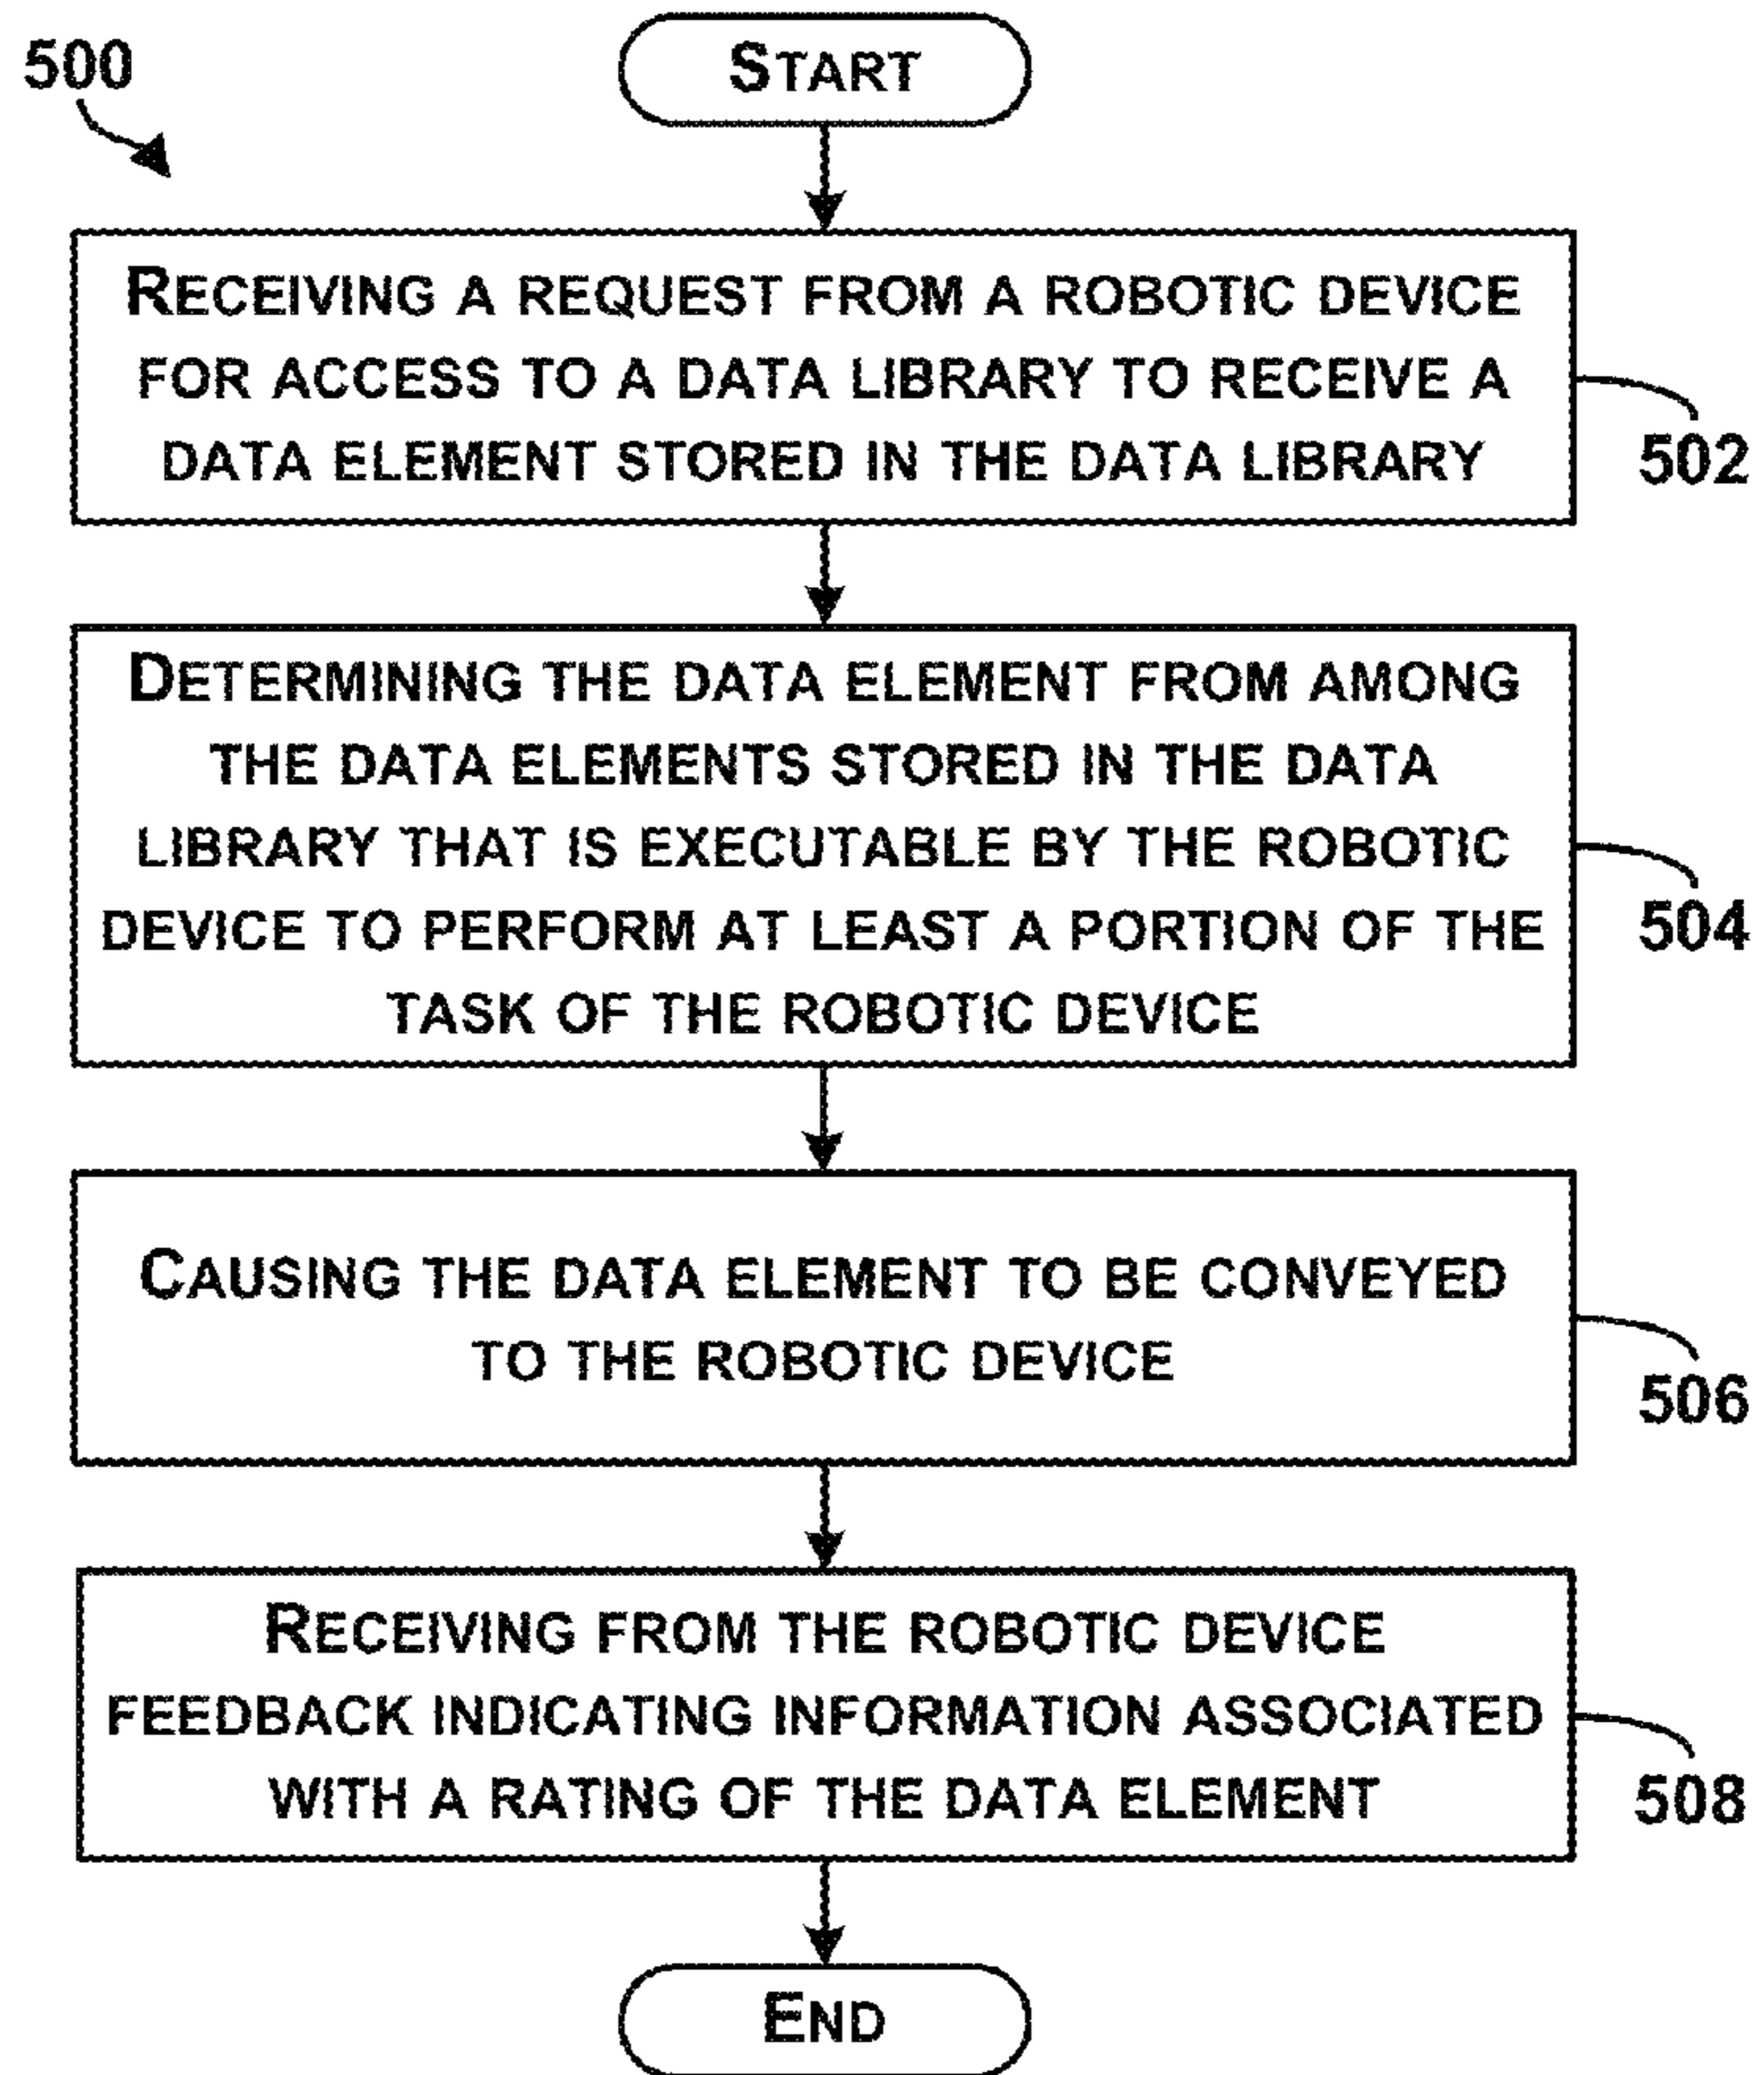 500
START
RECEIVING A REQUEST FROM A ROBOTIC DEVICE
FOR ACCESS TO A DATA LIBRARY TO RECEIVE A
DATA ELEMENT STORED IN THE DATA LIBRARY
502
DETERMINING THE DATA ELEMENT FROM AMONG
THE DATA ELEMENTS STORED IN THE DATA
LIBRARY THAT IS EXECUTABLE BY THE ROBOTIC
DEVICE TO PERFORM AT LEAST A PORTION OF THE
TASK OF THE ROBOTIC DEVICE
504
CAUSING THE DATA ELEMENT TO BE CONVEYED
TO THE ROBOTIC DEVICE
506
RECEIVING FROM THE ROBOTIC DEVICE
FEEDBACK INDICATING INFORMATION ASSOCIATED
WITH A RATING OF THE DATA ELEMENT
508
END